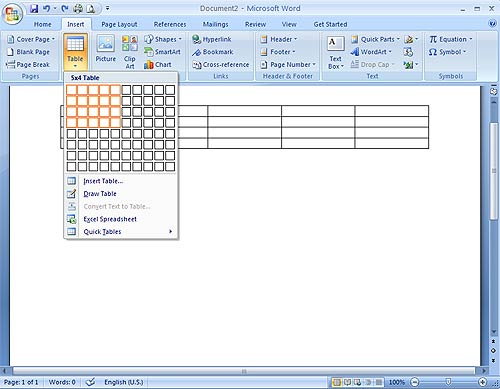 Document2 - Microsoft Word
Home Insert Page Layout References Mailings Review View Get Started
Cover Page
Blank Page
Page Break
Pages
Table
Picture
Clip Art
Shapes
SmartArt
Chart
Hyperlink
Bookmark
Cross-reference
Links
Header
Footer
Page Number
Header & Footer
Text Box
A
Quick Parts
WordArt
Drop Cap
Text
π Equation
Ω Symbol
Symbols
5x4 Table
Insert Table...
Draw Table
Convert Text to Table...
Excel Spreadsheet
Quick Tables
Page: 1 of 1 Words: 0 English (U.S.) 100%